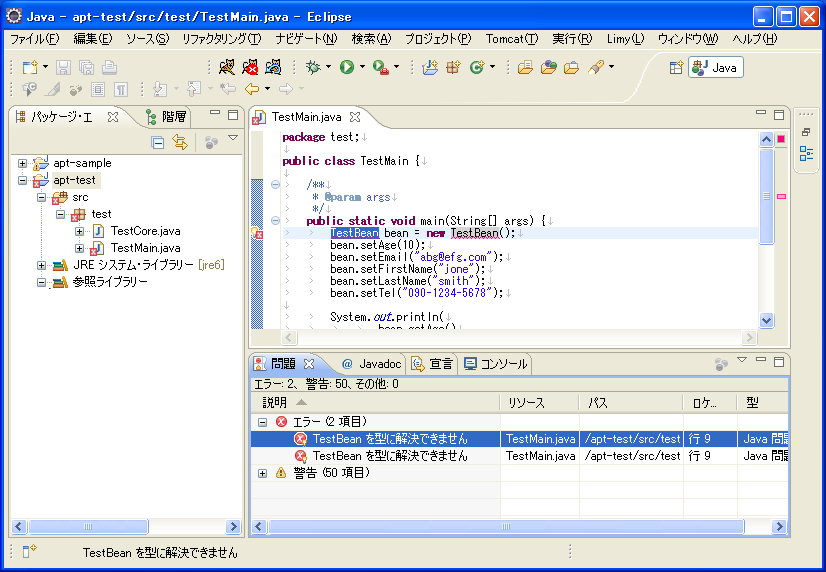 Java - apt-test/src/test/TestMain.java - Eclipse
ファイル(F) 編集(E) ソース(S) リファクタリング(T) ナビゲート(N) 検索(A) プロジェクト(P) Tomcat(T) 実行(R) Limy(L) ウィンドウ(W) ヘルプ(H)
Java
パッケージ・エ
階層
apt-sample
apt-test
src
test
TestCore.java
TestMain.java
JRE システム・ライブラリー [jre6]
参照ライブラリー
TestMain.java
package test;
public class TestMain {
/**
* @param args
*/
public static void main(String[] args) {
TestBean bean = new TestBean();
bean.setAge(10);
bean.setEmail("abg@efg.com");
bean.setFirstName("jone");
bean.setLastName("smith");
bean.setTel("090-1234-5678");
System.out.println(
bean.getAge()
問題 @ Javadoc 宣言 コンソール
エラー: 2、警告: 50、その他: 0
説明 リソース パス ロケ... 型
エラー (2 項目)
TestBean を型に解決できません TestMain.java /apt-test/src/test 行 9 Java 問題
TestBean を型に解決できません TestMain.java /apt-test/src/test 行 9 Java 問題
警告 (50 項目)
TestBean を型に解決できません